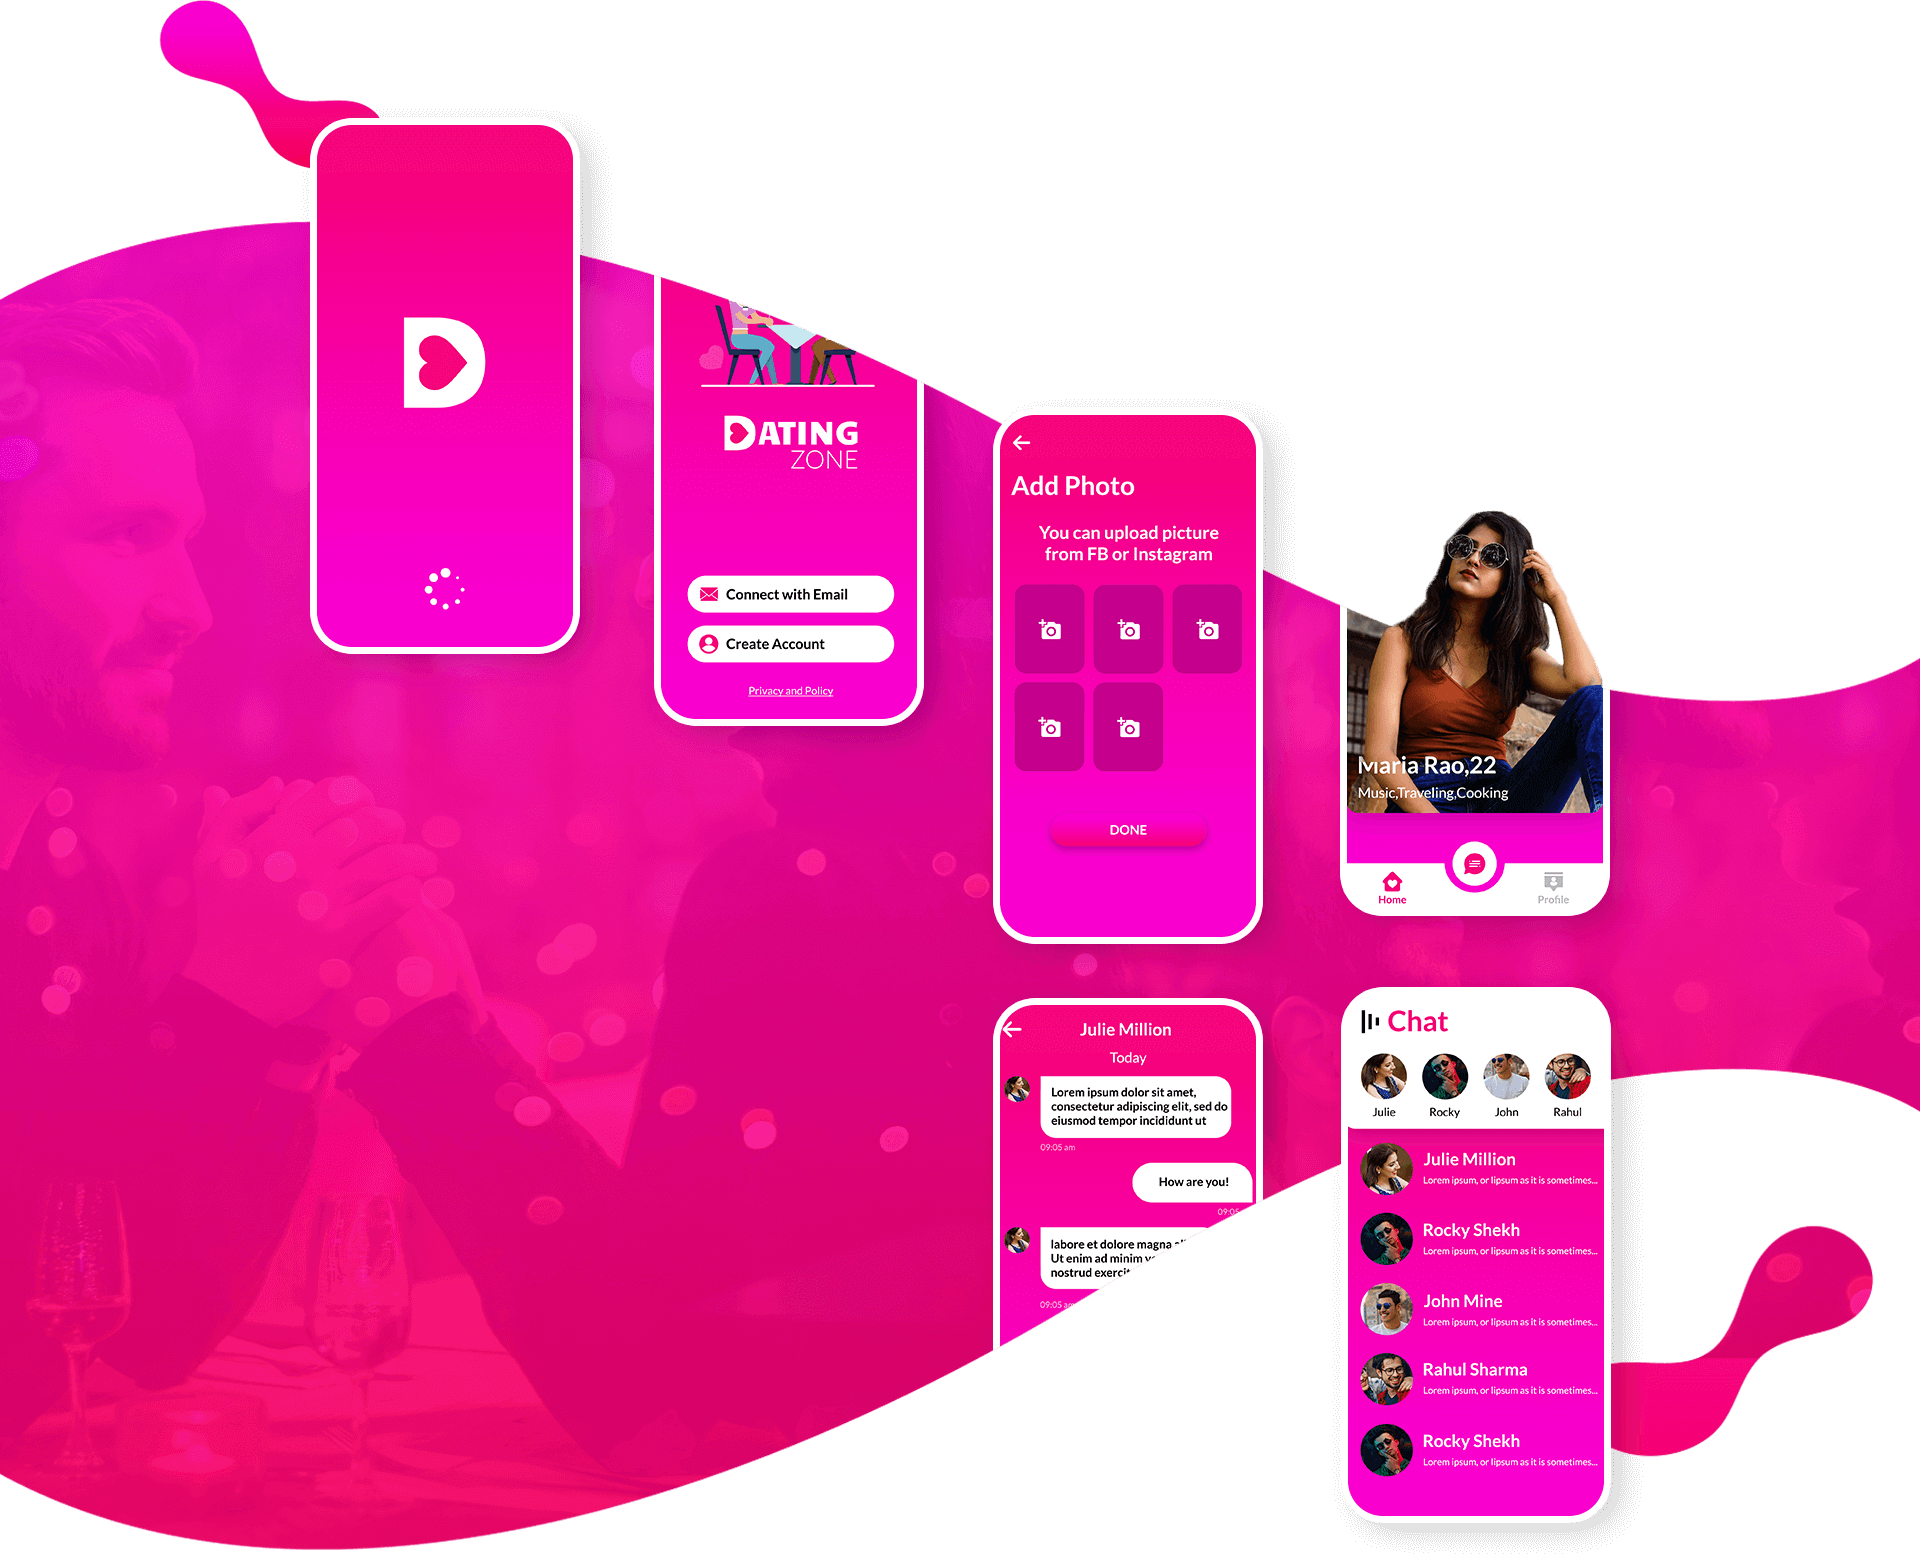 D
DATING
ZONE
Connect with Email
Create Account
Privacy and Policy
Add Photo
You can upload picture
from FB or Instagram
DONE
Maria Rao,22
Music,Traveling,Cooking
Home
Profile
Julie Million
Today
Lorem ipsum dolor sit amet,
consectetur adipiscing elit, sed do
eiusmod tempor incididunt ut
09:05 am
How are you!
09:05
labore et dolore magna
Ut enim ad minim
nostrud
09:05
Chat
Julie
Rocky
John
Rahul
Julie Million
Lorem ipsum, or lipsum as it is sometimes...
Rocky Shekh
Lorem ipsum, or lipsum as it is sometimes...
John Mine
Lorem ipsum, or lipsum as it is sometimes...
Rahul Sharma
Lorem ipsum, or lipsum as it is sometimes...
Rocky Shekh
Lorem ipsum, or lipsum as it is sometimes...